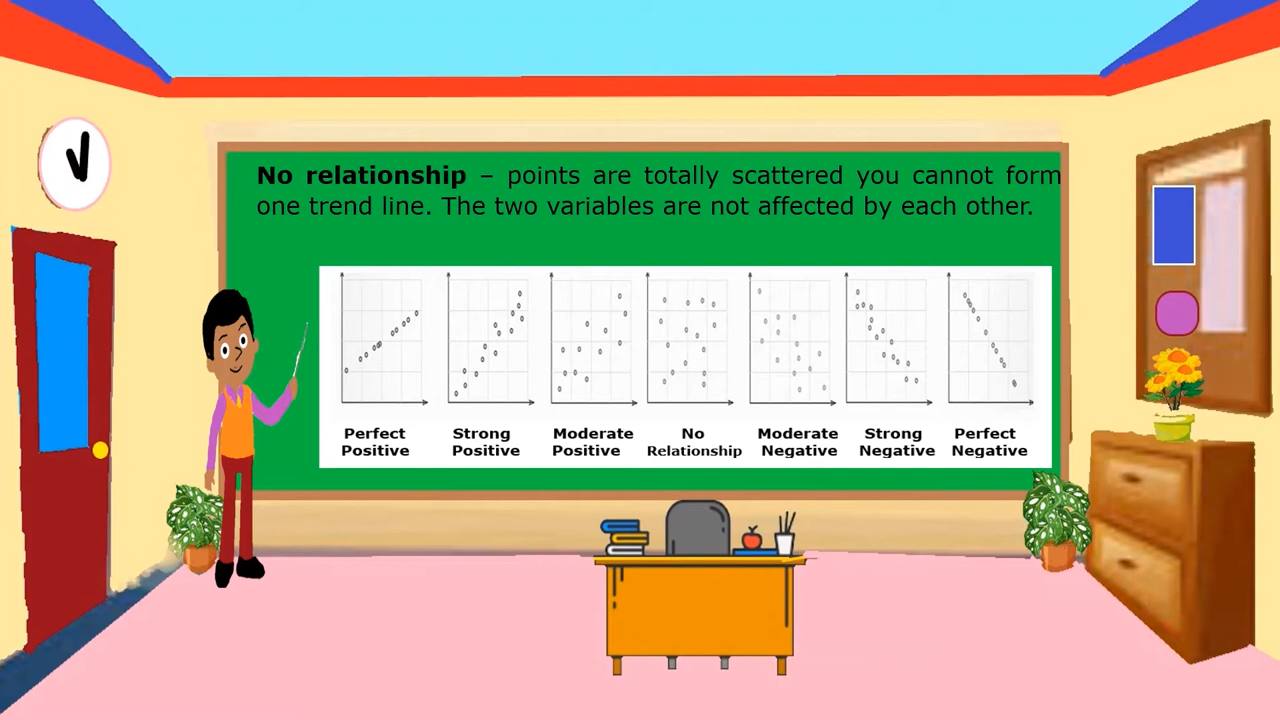 No relationship – points are totally scattered you cannot form
one trend line. The two variables are not affected by each other.
Perfect Positive
Strong Positive
Moderate Positive
No Relationship
Moderate Negative
Strong Negative
Perfect Negative